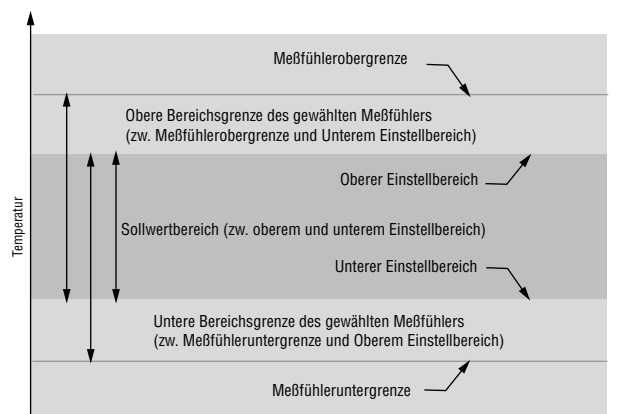 Meßfühlerobergrenze
Obere Bereichsgrenze des gewählten Meßfühlers
(zw. Meßfühlerobergrenze und Unterem Einstellbereich)
Oberer Einstellbereich
Temperatur
Sollwertbereich (zw. oberem und unterem Einstellbereich)
Unterer Einstellbereich
Untere Bereichsgrenze des gewählten Meßfühlers
(zw. Meßfühleruntergrenze und Oberem Einstellbereich)
Meßfühleruntergrenze